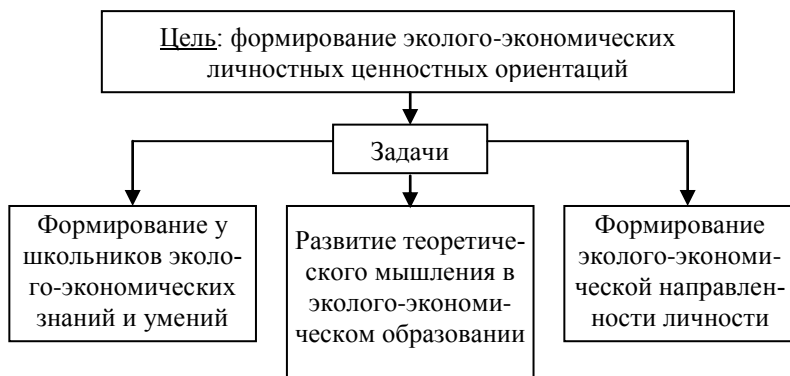 Цель: формирование эколого-экономических
личностных ценностных ориентаций
Задачи
Формирование у
школьников эколо-
го-экономических
знаний и умений
Развитие теоретиче-
ского мышления в
эколого-экономи-
ческом образовании
Формирование
эколого-экономи-
ческой направлен-
ности личности